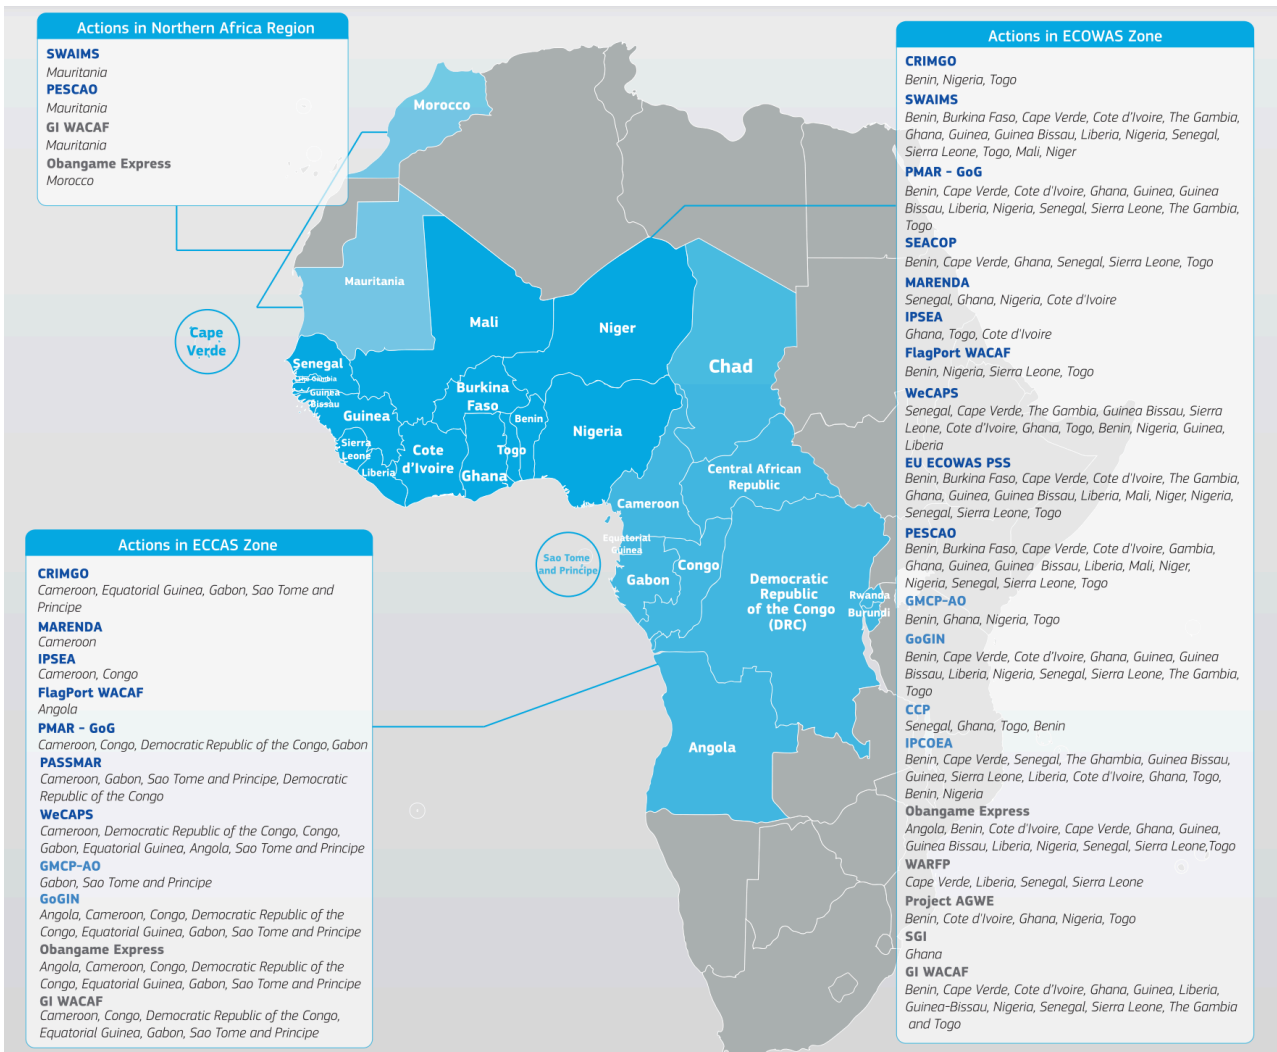 Actions in Northern Africa Region
SWAIMS
Mauritania
PESCAO
Mauritania
GI WACAF
Mauritania
Obangame Express
Morocco
Morocco
Mauritania
Mali
Niger
Chad
Cape
Verde
Senegal
The Gambia
Guinea
Bissau
Guinea
Sierra
Leone
Liberia
Cote
d'Ivoire
Burkina
Faso
Ghana
Togo
Benin
Nigeria
Central African
Republic
Cameroon
Equatorial
Guinea
Sao Tome
and Principe
Gabon
Congo
Democratic
Republic
of the Congo
(DRC)
Rwanda
Burundi
Angola
Actions in ECCAS Zone
CRIMGO
Cameroon, Equatorial Guinea, Gabon, Sao Tome and
Principe
MARENDA
Cameroon
IPSEA
Cameroon, Congo
FlagPort WACAF
Angola
PMAR - GoG
Cameroon, Congo, Democratic Republic of the Congo, Gabon
PASSMAR
Cameroon, Gabon, Sao Tome and Principe, Democratic
Republic of the Congo
WeCAPS
Cameroon, Democratic Republic of the Congo, Congo,
Gabon, Equatorial Guinea, Angola, Sao Tome and Principe
GMCP-AO
Gabon, Sao Tome and Principe
GoGIN
Angola, Cameroon, Congo, Democratic Republic of the
Congo, Equatorial Guinea, Gabon, Sao Tome and Principe
Obangame Express
Angola, Cameroon, Congo, Democratic Republic of the
Congo, Equatorial Guinea, Gabon, Sao Tome and Principe
GI WACAF
Cameroon, Congo, Democratic Republic of the Congo,
Equatorial Guinea, Gabon, Sao Tome and Principe
Actions in ECOWAS Zone
CRIMGO
Benin, Nigeria, Togo
SWAIMS
Benin, Burkina Faso, Cape Verde, Cote d'Ivoire, The Gambia,
Ghana, Guinea, Guinea Bissau, Liberia, Nigeria, Senegal,
Sierra Leone, Togo, Mali, Niger
PMAR - GoG
Benin, Cape Verde, Cote d'Ivoire, Ghana, Guinea, Guinea
Bissau, Liberia, Nigeria, Senegal, Sierra Leone, The Gambia,
Togo
SEACOP
Benin, Cape Verde, Ghana, Senegal, Sierra Leone, Togo
MARENDA
Senegal, Ghana, Nigeria, Cote d'Ivoire
IPSEA
Ghana, Togo, Cote d'Ivoire
FlagPort WACAF
Benin, Nigeria, Sierra Leone, Togo
WeCAPS
Senegal, Cape Verde, The Gambia, Guinea Bissau, Sierra
Leone, Cote d'Ivoire, Ghana, Togo, Benin, Nigeria, Guinea,
Liberia
EU ECOWAS PSS
Benin, Burkina Faso, Cape Verde, Cote d'Ivoire, The Gambia,
Ghana, Guinea, Guinea Bissau, Liberia, Mali, Niger, Nigeria,
Senegal, Sierra Leone, Togo
PESCAO
Benin, Burkina Faso, Cape Verde, Cote d'Ivoire, Gambia,
Ghana, Guinea, Guinea Bissau, Liberia, Mali, Niger,
Nigeria, Senegal, Sierra Leone, Togo
GMCP-AO
Benin, Ghana, Nigeria, Togo
GoGIN
Benin, Cape Verde, Cote d'Ivoire, Ghana, Guinea, Guinea
Bissau, Liberia, Nigeria, Senegal, Sierra Leone, The Gambia,
Togo
CCP
Senegal, Ghana, Togo, Benin
IPCOEA
Benin, Cape Verde, Senegal, The Ghambia, Guinea Bissau,
Guinea, Sierra Leone, Liberia, Cote d'Ivoire, Ghana, Togo,
Benin, Nigeria
Obangame Express
Angola, Benin, Cote d'Ivoire, Cape Verde, Ghana, Guinea,
Guinea Bissau, Liberia, Nigeria, Senegal, Sierra Leone,Togo
WARFP
Cape Verde, Liberia, Senegal, Sierra Leone
Project AGWE
Benin, Cote d'Ivoire, Ghana, Nigeria, Togo
SGI
Ghana
GI WACAF
Benin, Cape Verde, Cote d'Ivoire, Ghana, Guinea, Liberia,
Guinea-Bissau, Nigeria, Senegal, Sierra Leone, The Gambia
and Togo